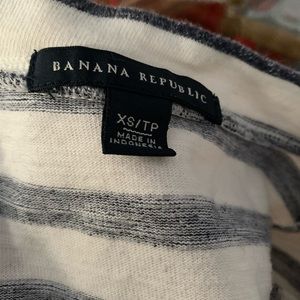 BANANA REPUBLIC
XS/TP
MADE IN
INDONESIA